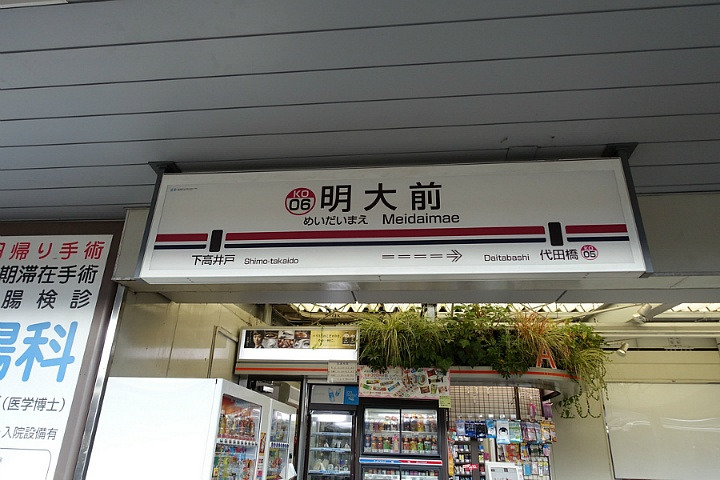 KO
06
明大前
めいだいまえ Meidaimae
下高井戸 Shimo-takaido
Daitabashi 代田橋 KO
05
帰り手術
期滞在手術
腸検診
科
(医学博士)
入院設備有